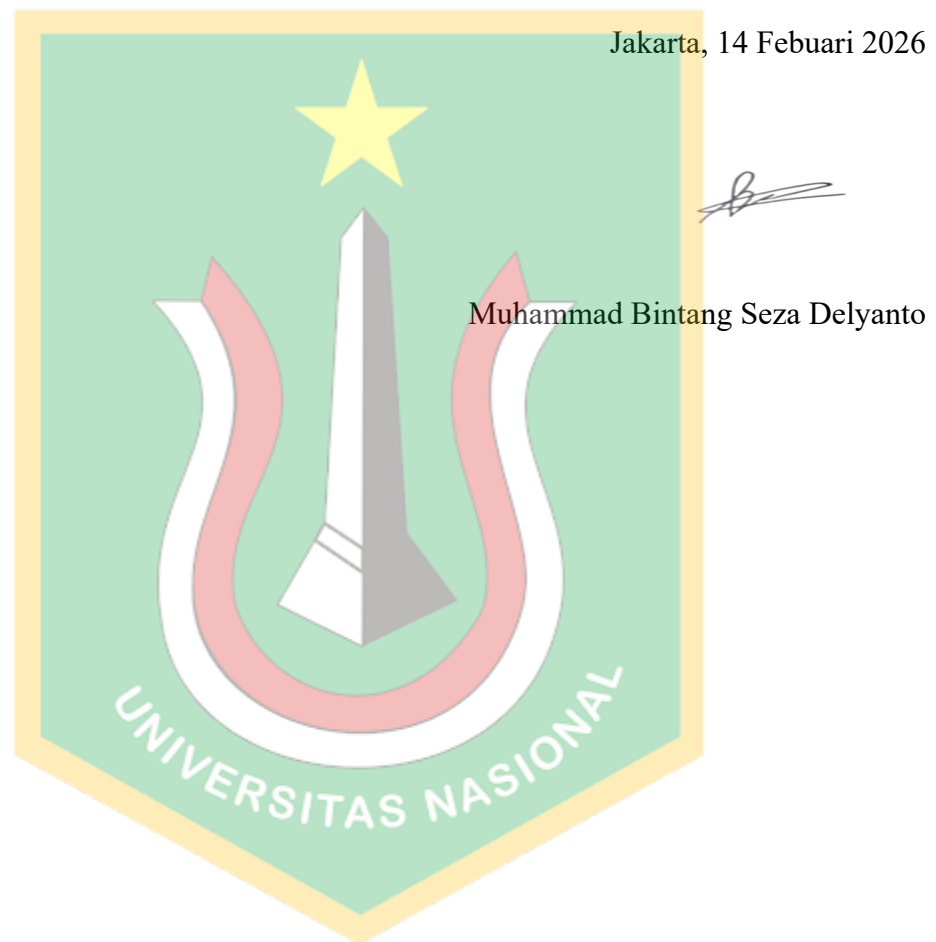 Jakarta, 14 Febuari 2026
Muhammad Bintang Seza Delyanto
UNIVERSITAS NASIONAL